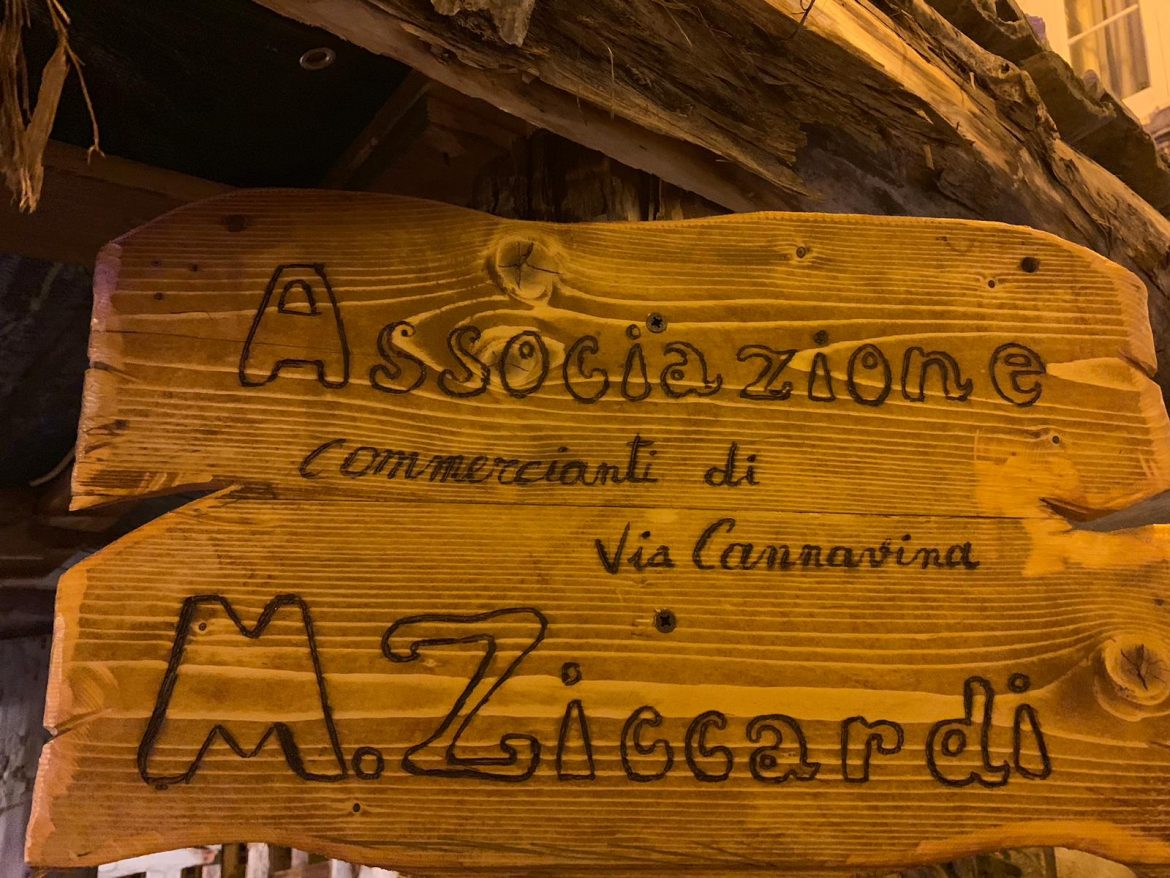 Associazione
commercianti di
Via Cannavina
M. Ziccardi